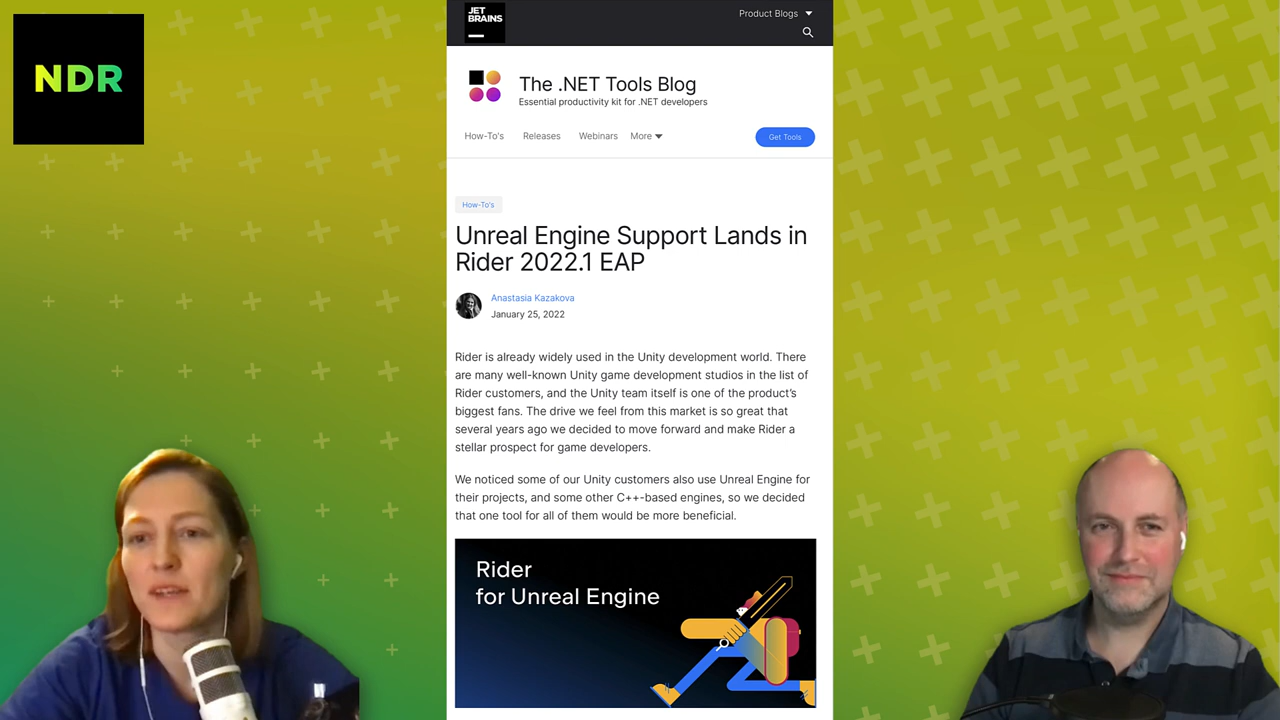 NDR
JET
BRAINS
Product Blogs
The .NET Tools Blog
Essential productivity kit for .NET developers
How-To's
Releases
Webinars
More
Get Tools
How-To's
Unreal Engine Support Lands in
Rider 2022.1 EAP
Anastasia Kazakova
January 25, 2022
Rider is already widely used in the Unity development world. There
are many well-known Unity game development studios in the list of
Rider customers, and the Unity team itself is one of the product’s
biggest fans. The drive we feel from this market is so great that
several years ago we decided to move forward and make Rider a
stellar prospect for game developers.
We noticed some of our Unity customers also use Unreal Engine for
their projects, and some other C++-based engines, so we decided
that one tool for all of them would be more beneficial.
Rider
for Unreal Engine